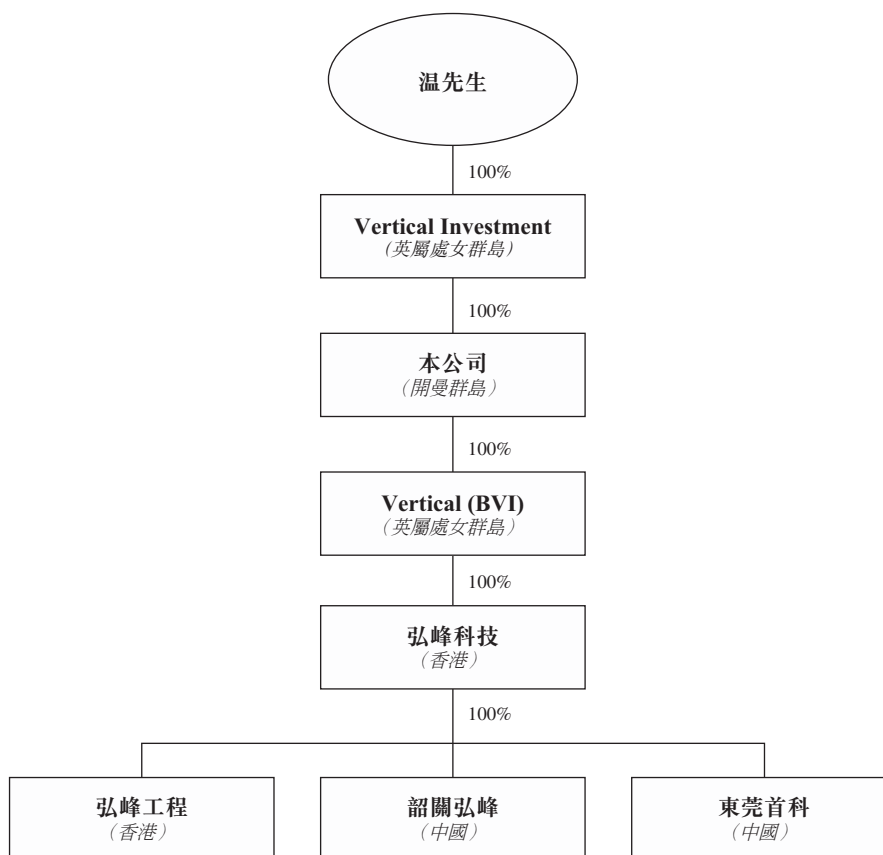 温先生
100%
Vertical Investment
(英屬處女群島)
100%
本公司
(開曼群島)
100%
Vertical (BVI)
(英屬處女群島)
100%
弘峰科技
(香港)
100%
弘峰工程
(香港)
韶關弘峰
(中國)
東莞首科
(中國)